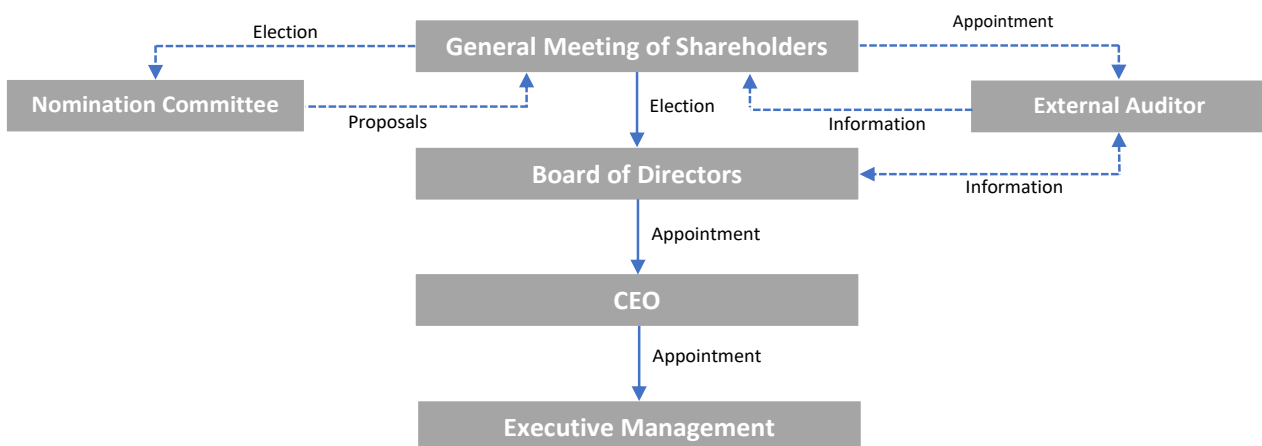 Appointment
Election
General Meeting of Shareholders
Nomination Committee
External Auditor
Election
Proposals
Information
Board of Directors
Information
Appointment
CEO
Appointment
Executive Management